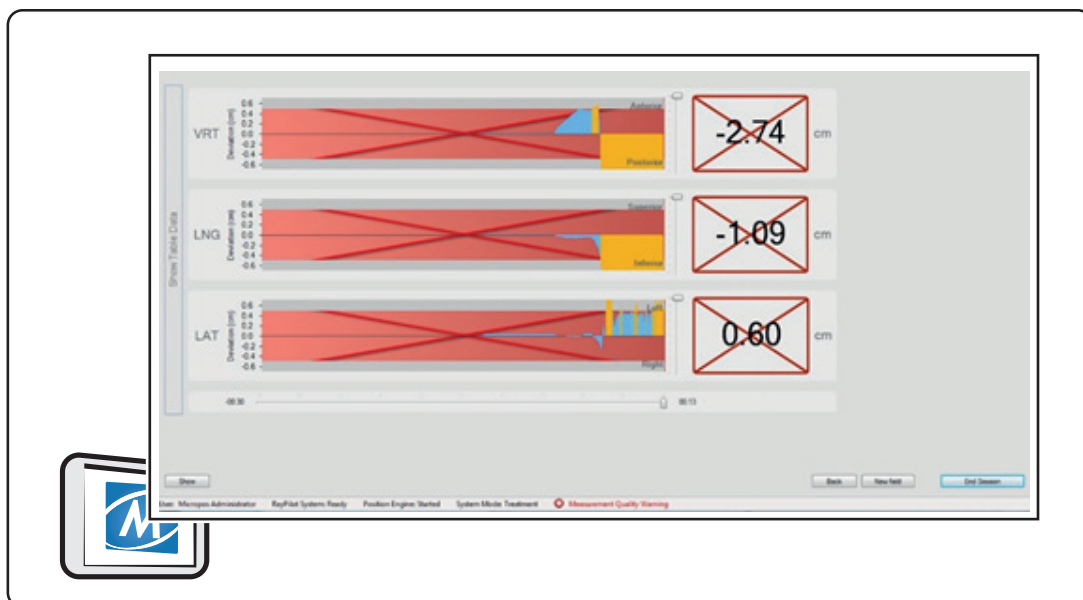 Show Table Data
VRT
Deviation (cm)
0.6
0.4
0.2
0.0
-0.2
-0.4
-0.6
Anterior
Posterior
-2.74
cm
LNG
Deviation (cm)
0.6
0.4
0.2
0.0
-0.2
-0.4
-0.6
Superior
Inferior
-1.09
cm
LAT
Deviation (cm)
0.6
0.4
0.2
0.0
-0.2
-0.4
-0.6
Left
Right
0.60
cm
-00:30
00:13
Show
Back
New field
End Session
User: Micropos Administrator RayPilot System: Ready Position Engine: Started System Mode: Treatment Measurement Quality Warning
M